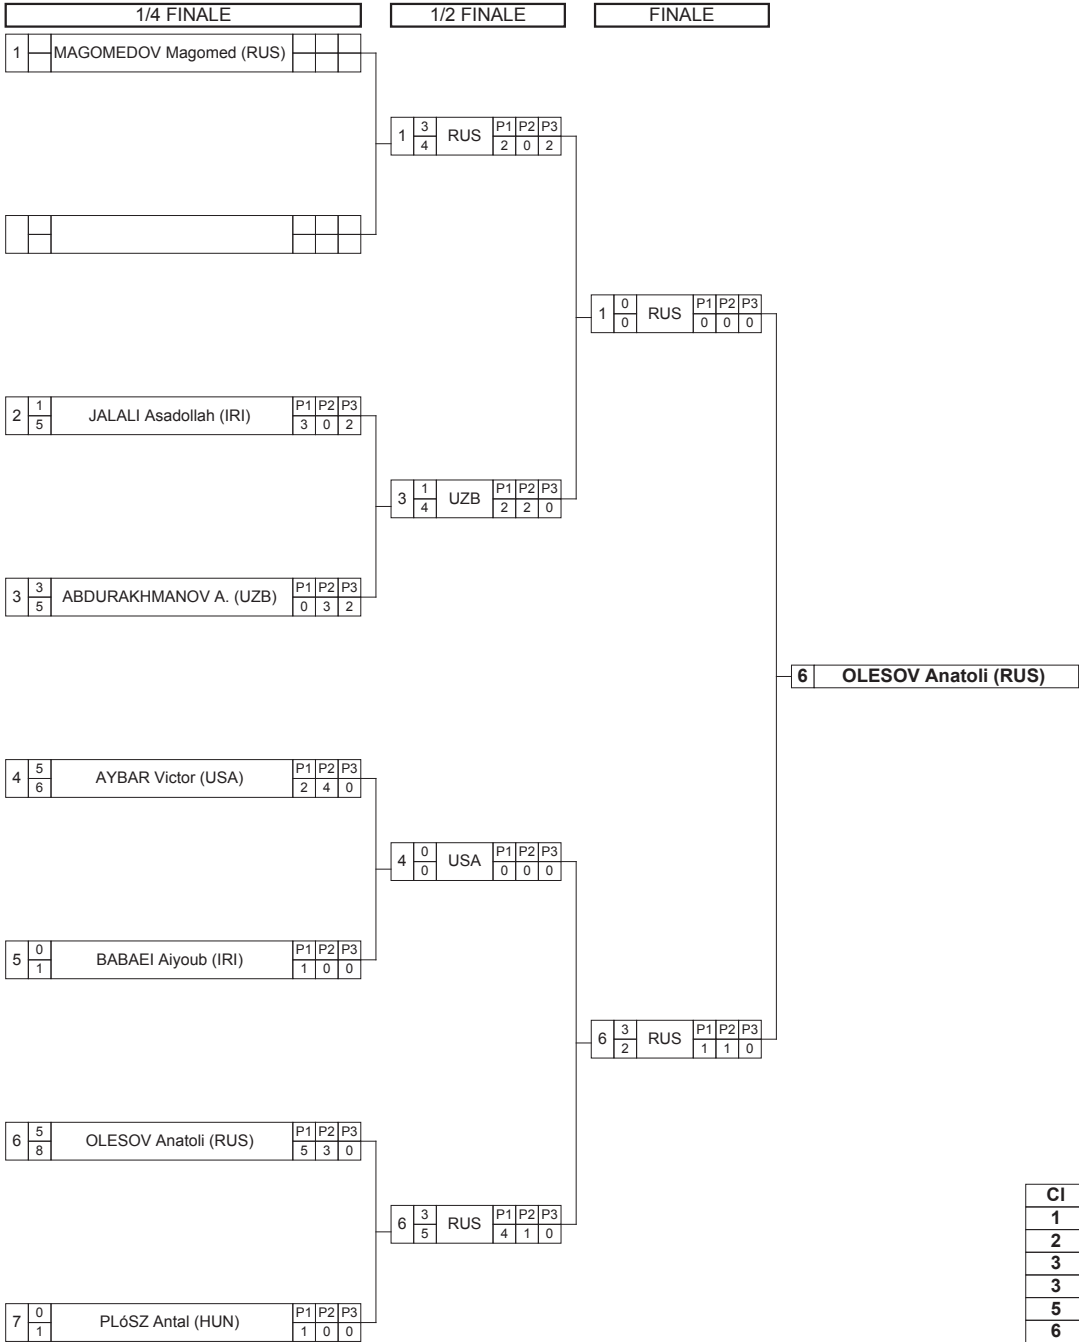 1/4 FINALE 1/2 FINALE FINALE
1 MAGOMEDOV Magomed (RUS)
1 3 4 RUS P1 P2 P3
2 0 2
1 0 0 RUS P1 P2 P3
0 0 0
2 1 5 JALALI Asadollah (IRI) P1 P2 P3
3 0 2
3 1 4 UZB P1 P2 P3
2 2 0
3 3 5 ABDURAKHMANOV A. (UZB) P1 P2 P3
0 3 2
6 OLESOV Anatoli (RUS)
4 5 6 AYBAR Victor (USA) P1 P2 P3
2 4 0
4 0 0 USA P1 P2 P3
0 0 0
5 0 1 BABAEI Aiyoub (IRI) P1 P2 P3
1 0 0
6 3 2 RUS P1 P2 P3
1 1 0
6 5 8 OLESOV Anatoli (RUS) P1 P2 P3
5 3 0
6 3 5 RUS P1 P2 P3
4 1 0
7 0 1 PLóSZ Antal (HUN) P1 P2 P3
1 0 0
Cl
1
2
3
3
5
6